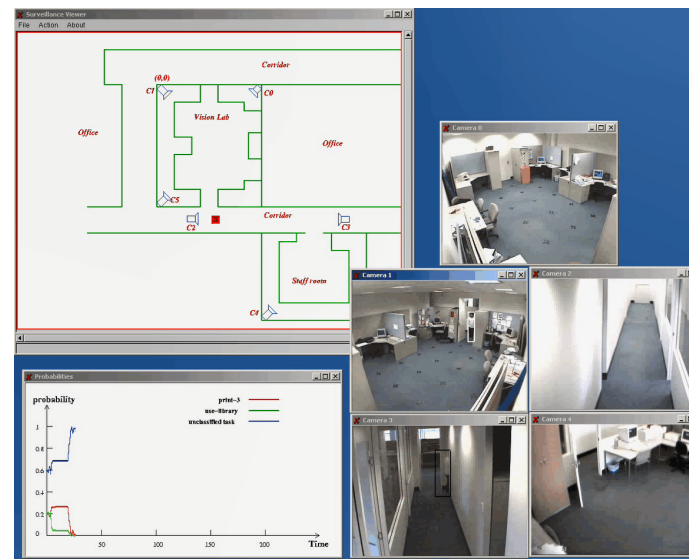 Surveillance Viewer
File Action About
Corridor
(0,0)
C1
C0
Office
Vision Lab
Office
C5
Corridor
C2
C3
Staff room
C4
Camera 0
Camera 1
Camera 2
Camera 3
Camera 4
Probabilities
probability
print-3
use-library
unclassified task
1
0.8
0.6
0.4
0.2
0
50
100
150
200
Time